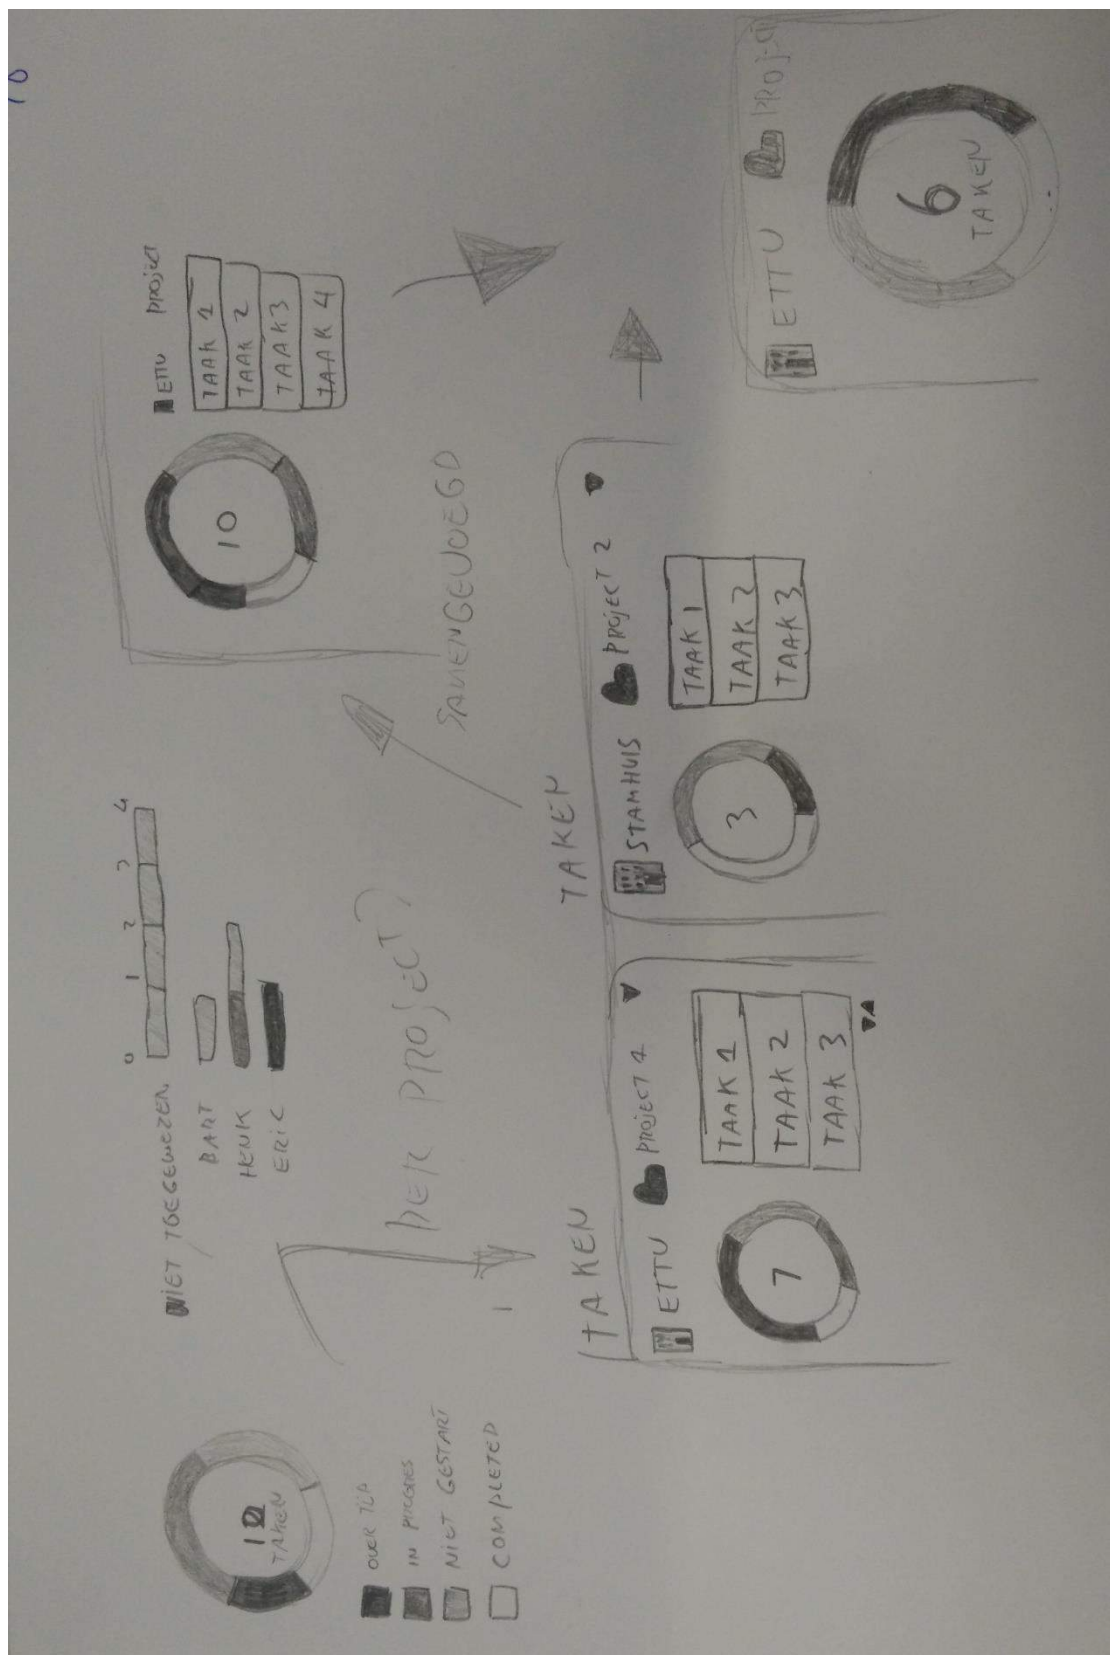 10
10
TAKEN
OVER TIJD
IN PROGRES
NIET GESTART
COMPLETED
0 1 2 3 4
NIET TOEGEWEZEN
BART
HENK
ERIC
10
ETTU project
TAAK 1
TAAK 2
TAAK 3
TAAK 4
PER PROJECT?
SAMENGEVOEGD
TAKEN
ETTU PROJECT 1
7
TAAK 1
TAAK 2
TAAK 3
TAKEN
STAMHUIS PROJECT 2
3
TAAK 1
TAAK 2
TAAK 3
ETTU PROJECT
6
TAKEN